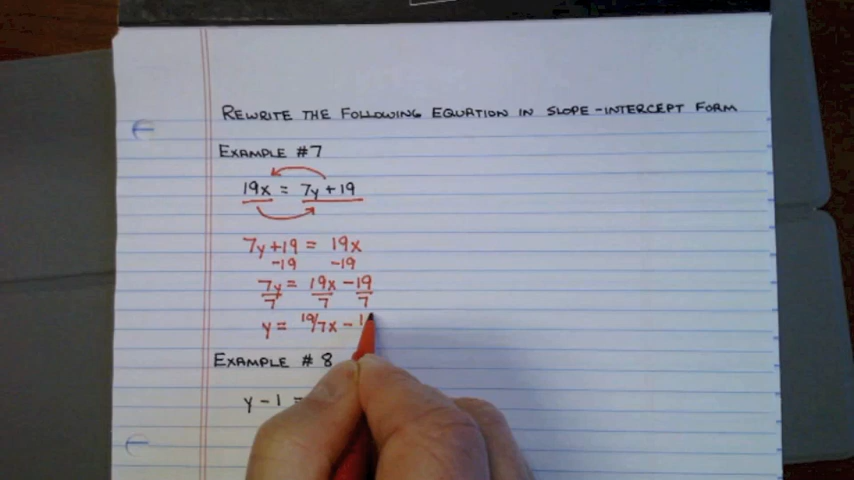 REWRITE THE FOLLOWING EQUATION IN SLOPE-INTERCEPT FORM
EXAMPLE #7
19x = 7y + 19
7y + 19 = 19x
-19 -19
7y = 19x - 19
7 7 7
y = 19/7x - 1
EXAMPLE #8
y - 1 =